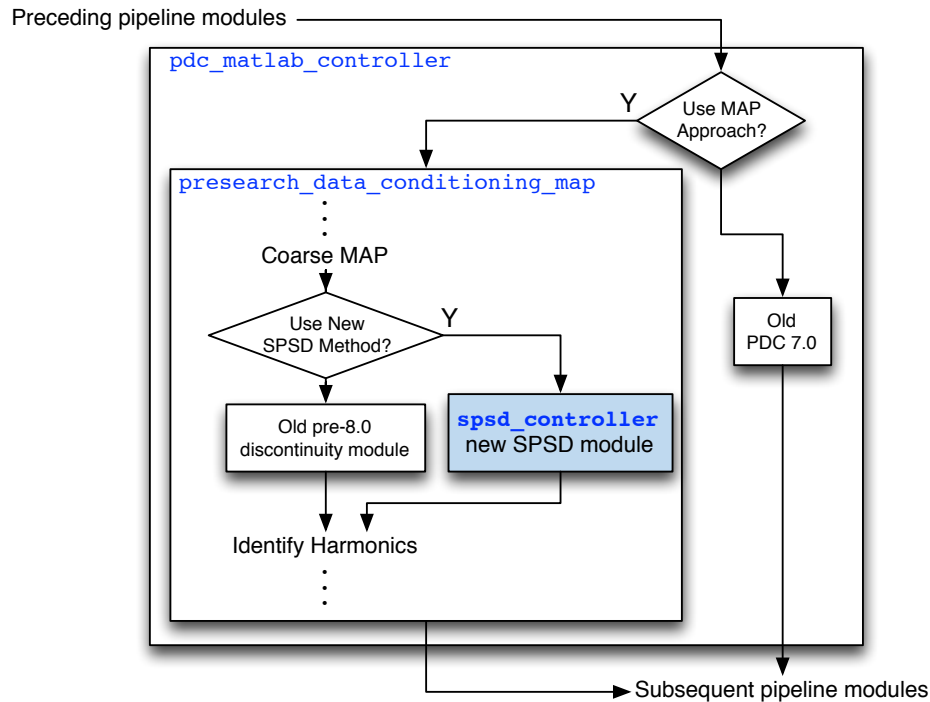 Preceding pipeline modules
pdc_matlab_controller
Use MAP
Approach?
Y
presearch_data_conditioning_map
Coarse MAP
Use New
SPSD Method?
Y
Old
PDC 7.0
Old pre-8.0
discontinuity module
spsd_controller
new SPSD module
Identify Harmonics
Subsequent pipeline modules